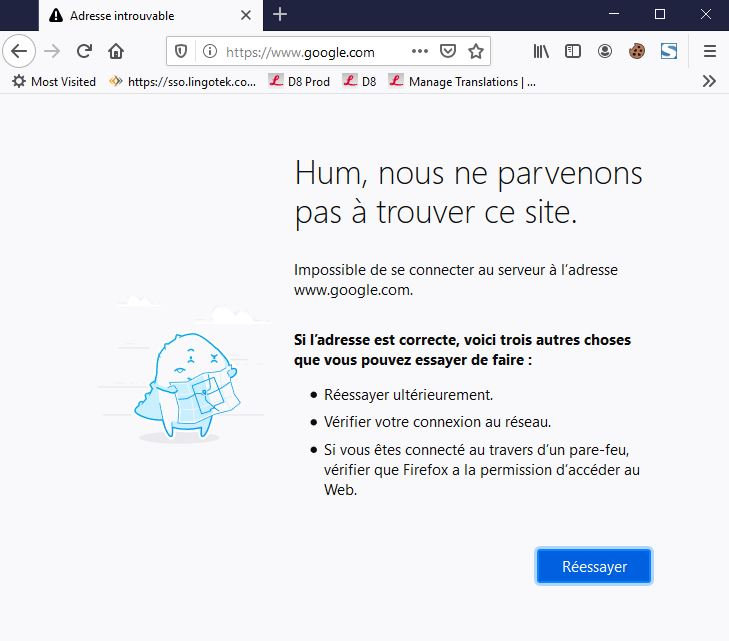 Adresse introuvable
https://www.google.com
Most Visited https://sso.lingotek.co... D8 Prod D8 Manage Translations | ...
Hum, nous ne parvenons
pas à trouver ce site.
Impossible de se connecter au serveur à l’adresse
www.google.com.
Si l’adresse est correcte, voici trois autres choses
que vous pouvez essayer de faire :
Réessayer ultérieurement.
Vérifier votre connexion au réseau.
Si vous êtes connecté au travers d’un pare-feu,
vérifier que Firefox a la permission d’accéder au
Web.
Réessayer